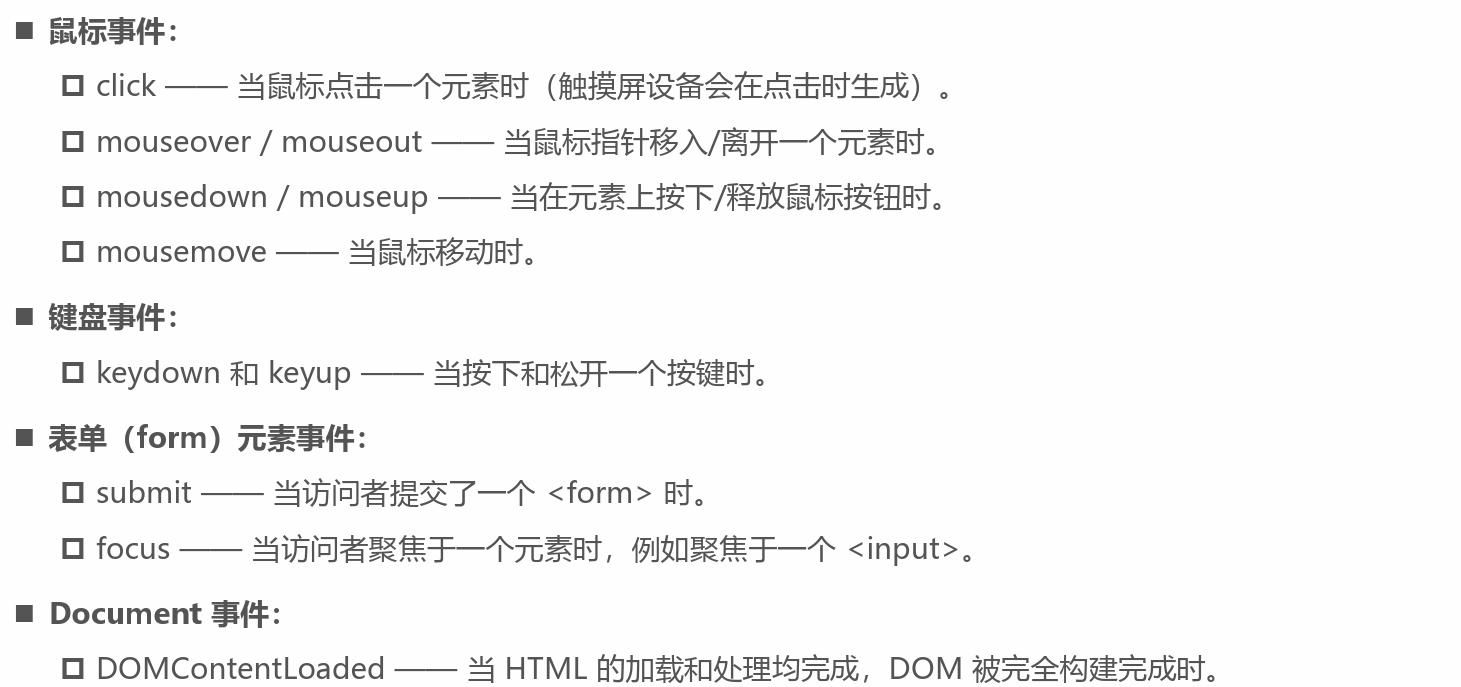 ■ 鼠标事件：
click —— 当鼠标点击一个元素时（触摸屏设备会在点击时生成）。
mouseover / mouseout —— 当鼠标指针移入/离开一个元素时。
mousedown / mouseup —— 当在元素上按下/释放鼠标按钮时。
mousemove —— 当鼠标移动时。
■ 键盘事件：
keydown 和 keyup —— 当按下和松开一个按键时。
■ 表单（form）元素事件：
submit —— 当访问者提交了一个 <form> 时。
focus —— 当访问者聚焦于一个元素时，例如聚焦于一个 <input>。
■ Document 事件：
DOMContentLoaded —— 当 HTML 的加载和处理均完成，DOM 被完全构建完成时。